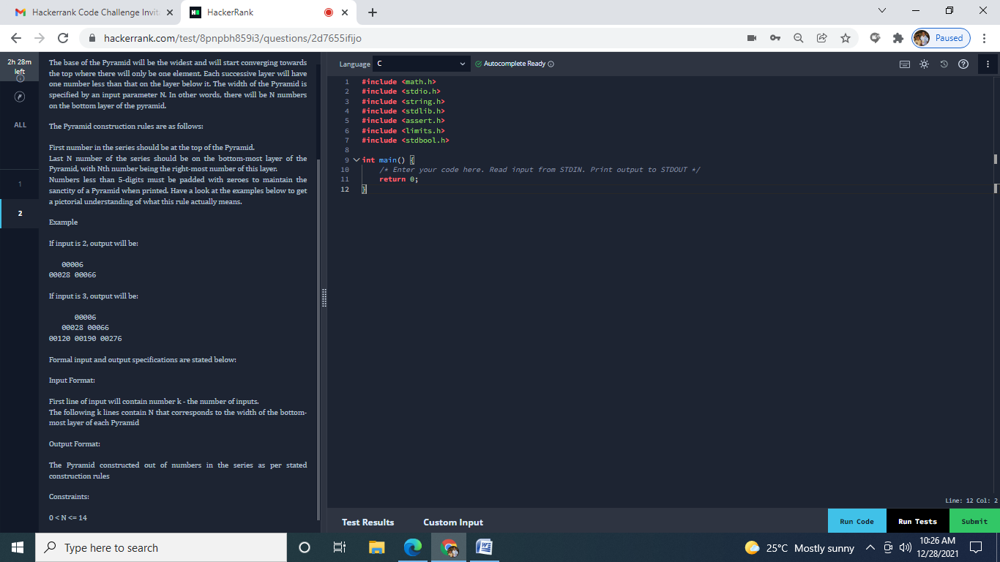 Hackerrank Code Challenge Invit
HackerRank
hackerrank.com/test/8pnpbh859i3/questions/2d7655ifijo
Paused
2h 28m
left
ALL
1
2
The base of the Pyramid will be the widest and will start converging towards
the top where there will only be one element. Each successive layer will have
one number less than that on the layer below it. The width of the Pyramid is
specified by an input parameter N. In other words, there will be N numbers
on the bottom layer of the pyramid.
The Pyramid construction rules are as follows:
First number in the series should be at the top of the Pyramid.
Last N number of the series should be on the bottom-most layer of the
Pyramid, with Nth number being the right-most number of this layer.
Numbers less than 5-digits must be padded with zeroes to maintain the
sanctity of a Pyramid when printed. Have a look at the examples below to get
a pictorial understanding of what this rule actually means.
Example
If input is 2, output will be:
00006
00028 00066
If input is 3, output will be:
00006
00028 00066
00120 00190 00276
Formal input and output specifications are stated below:
Input Format:
First line of input will contain number k - the number of inputs.
The following k lines contain N that corresponds to the width of the bottom-
most layer of each Pyramid
Output Format:
The Pyramid constructed out of numbers in the series as per stated
construction rules
Constraints:
0 < N <= 14
Language C
Autocomplete Ready
1 #include <math.h>
2 #include <stdio.h>
3 #include <string.h>
4 #include <stdlib.h>
5 #include <assert.h>
6 #include <limits.h>
7 #include <stdbool.h>
8
9 int main() {
10 /* Enter your code here. Read input from STDIN. Print output to STDOUT */
11 return 0;
12 }
Line: 12 Col: 2
Test Results
Custom Input
Run Code
Run Tests
Submit
Type here to search
25°C Mostly sunny
10:26 AM
12/28/2021